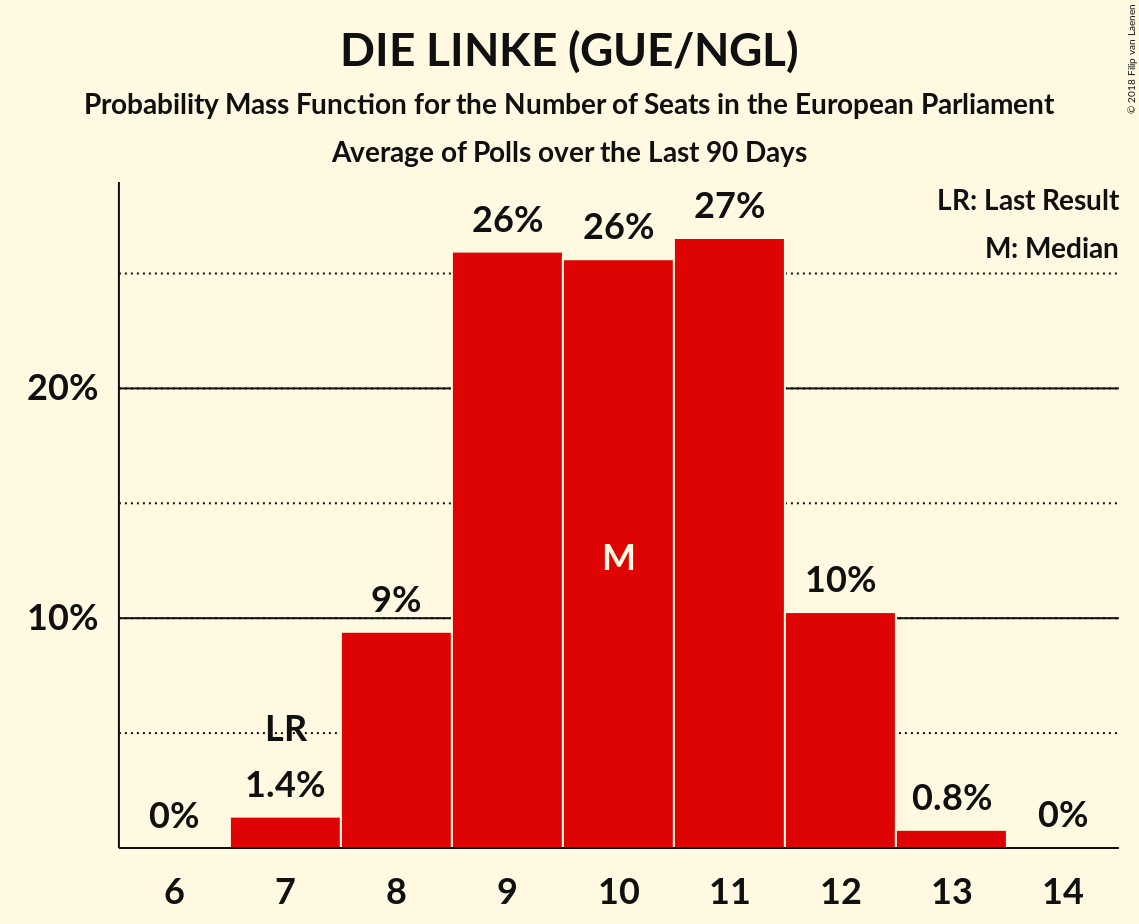 DIE LINKE (GUE/NGL)
Probability Mass Function for the Number of Seats in the European Parliament
Average of Polls over the Last 90 Days
© 2018 Filip van Laenen
LR: Last Result
M: Median
20%
10%
0%
LR
1.4%
9%
26%
26%
M
27%
10%
0.8%
0%
6 7 8 9 10 11 12 13 14